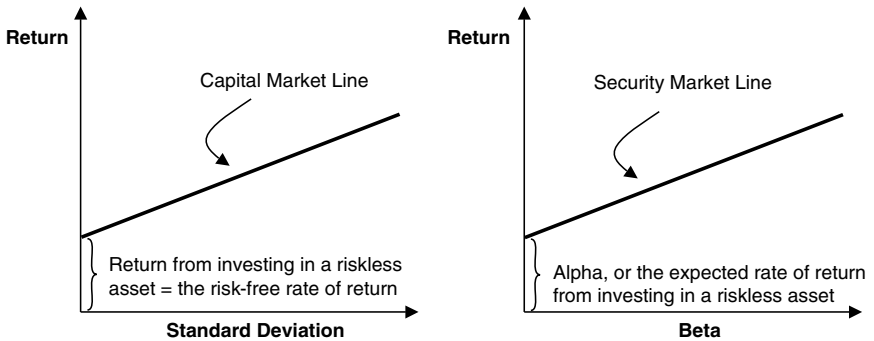 Return
Capital Market Line
Return from investing in a riskless
asset = the risk-free rate of return
Standard Deviation
Return
Security Market Line
Alpha, or the expected rate of return
from investing in a riskless asset
Beta